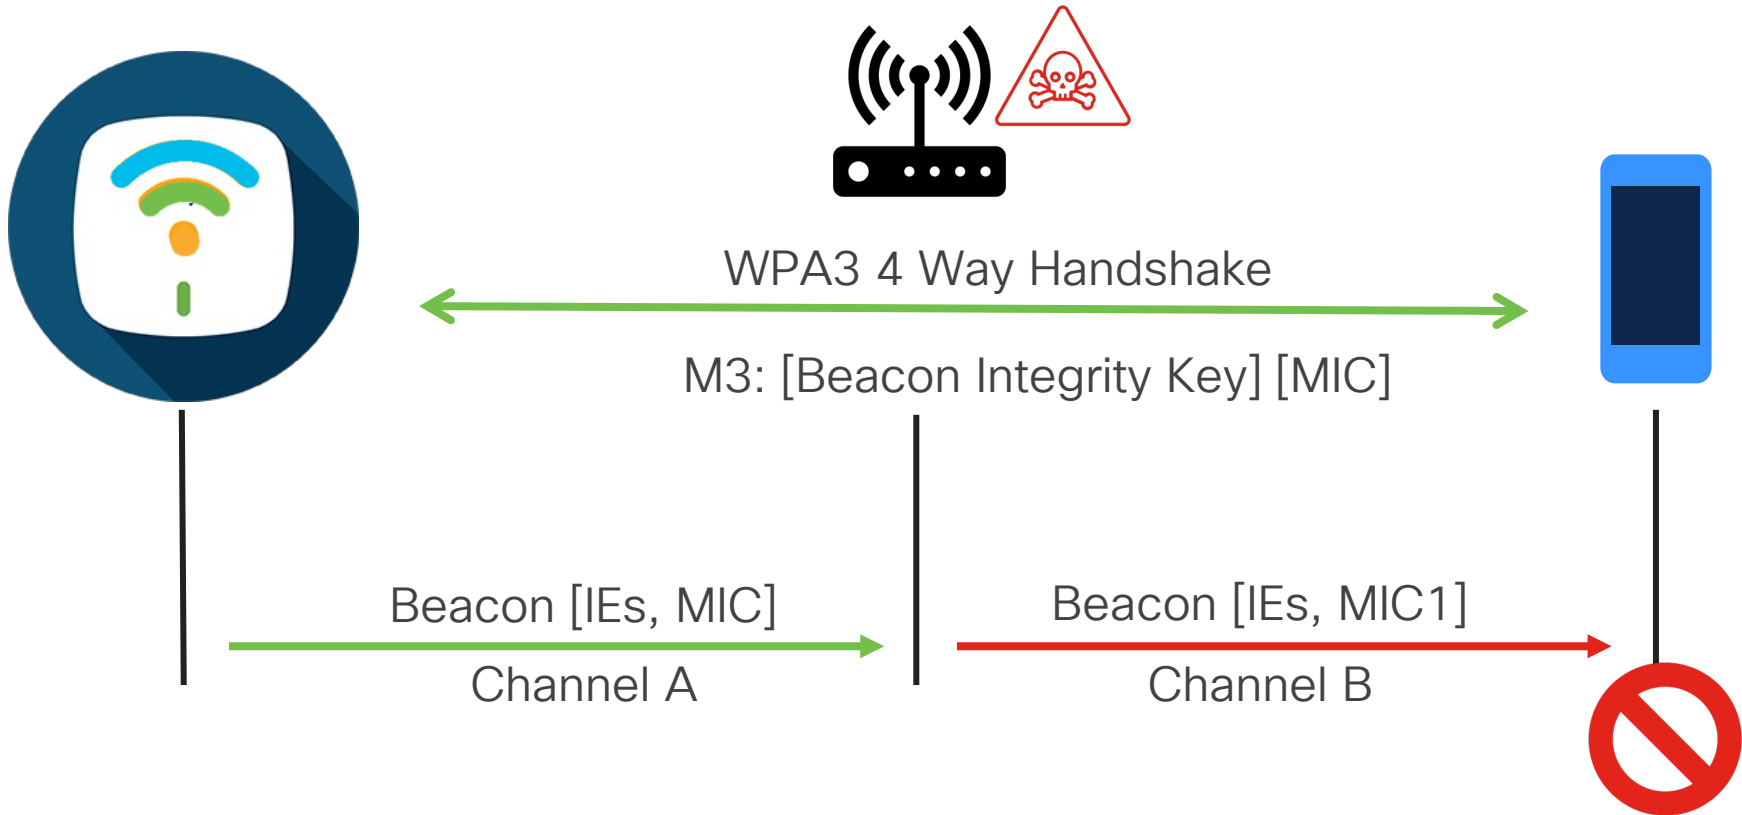 WPA3 4 Way Handshake
M3: [Beacon Integrity Key] [MIC]
Beacon [IEs, MIC]
Channel A
Beacon [IEs, MIC1]
Channel B